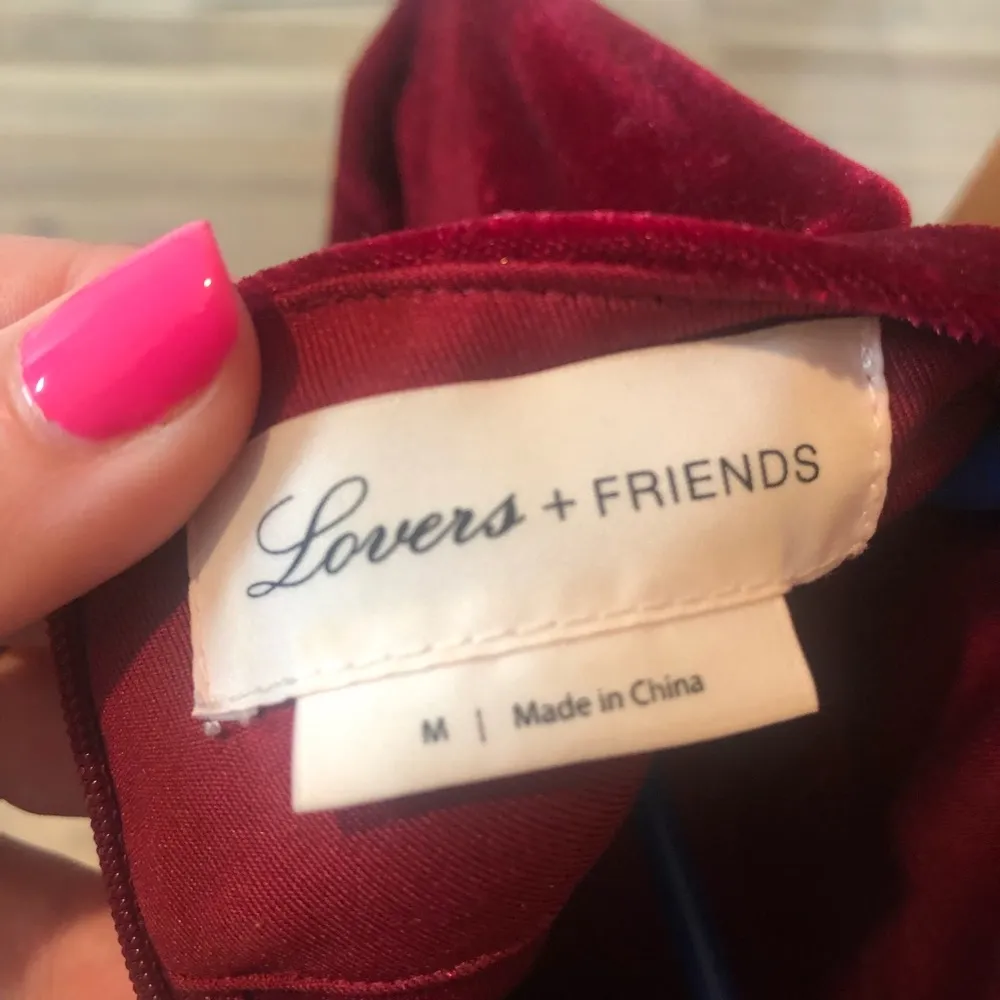 Lovers + FRIENDS
M | Made in China